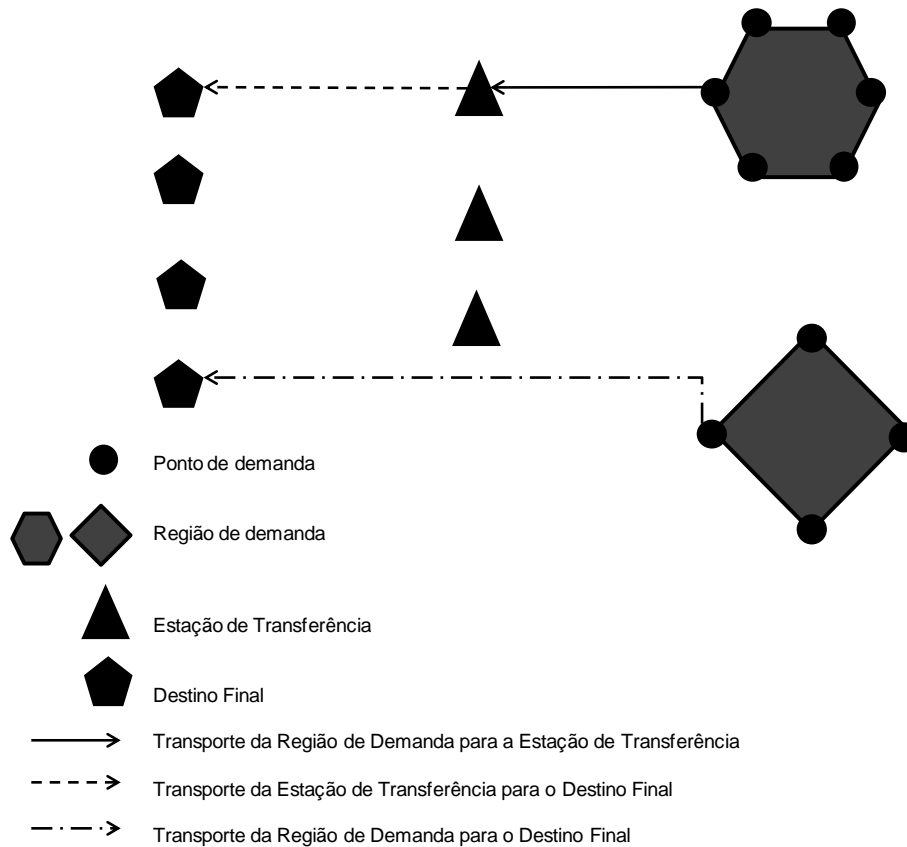 Ponto de demanda
Região de demanda
Estação de Transferência
Destino Final
Transporte da Região de Demanda para a Estação de Transferência
Transporte da Estação de Transferência para o Destino Final
Transporte da Região de Demanda para o Destino Final